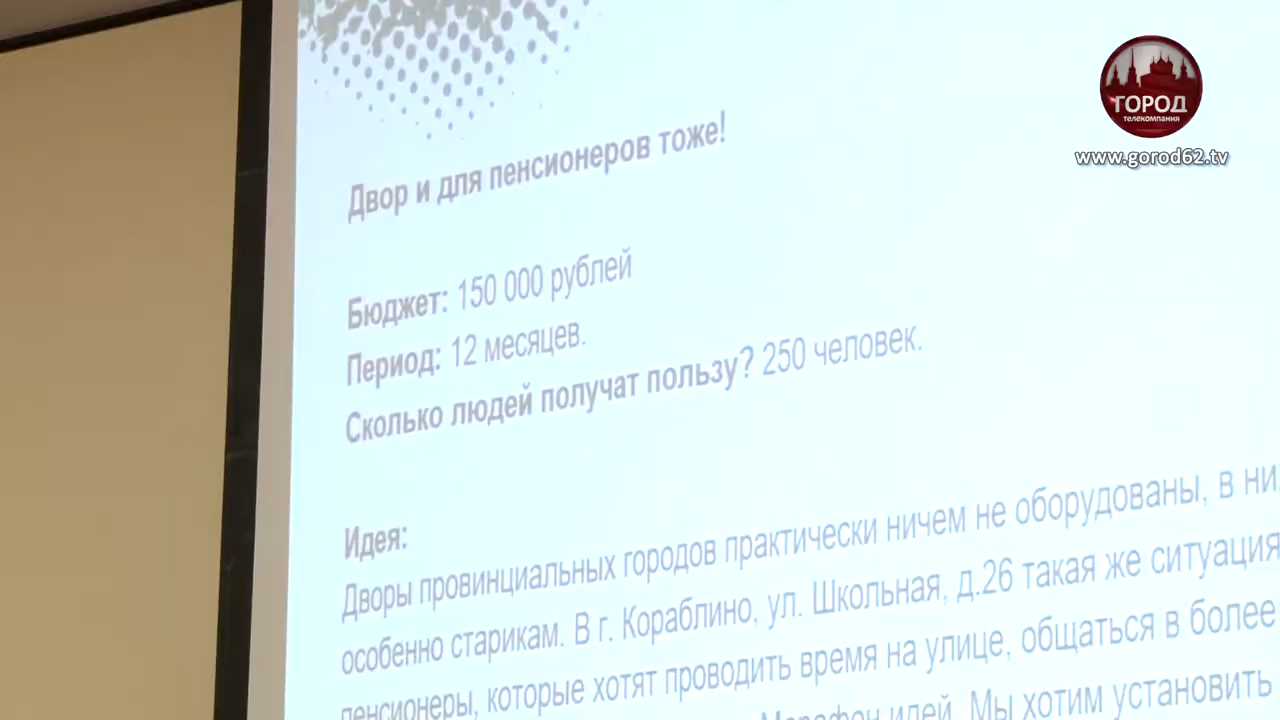 ГОРОД
телекомпания
www.gorod62.tv
Двор и для пенсионеров тоже!
Бюджет: 150 000 рублей
Период: 12 месяцев.
Сколько людей получат пользу? 250 человек.
Идея:
Дворы провинциальных городов практически ничем не оборудованы, в
особенно старикам. В г. Кораблино, ул. Школьная, д.26 такая же ситуация
пенсионеры, которые хотят проводить время на улице, общаться в более
Марафон идей. Мы хотим установить